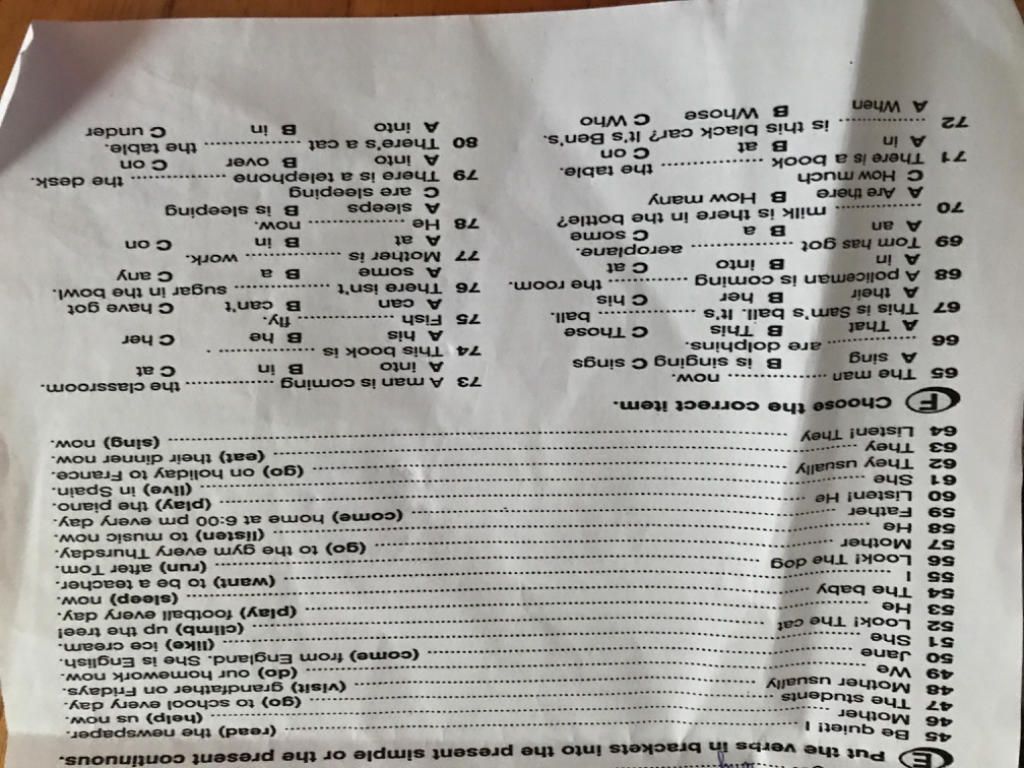 E Put the verbs in brackets into the present simple or the present continuous.
45 Be quiet! I .................... (read) the newspaper.
46 Mother .................... (help) us now.
47 The students .................... (go) to school every day.
48 Mother usually .................... (visit) grandfather on Fridays.
49 We .................... (do) our homework now.
50 Jane .................... (come) from England. She is English.
51 She .................... (like) ice cream.
52 Look! The cat .................... (climb) up the tree!
53 He .................... (play) football every day.
54 The baby .................... (sleep) now.
55 I .................... (want) to be a teacher.
56 Look! The dog .................... (run) after Tom.
57 Mother .................... (go) to the gym every Thursday.
58 He .................... (listen) to music now.
59 Father .................... (come) home at 6:00 pm every day.
60 Listen! He .................... (play) the piano.
61 She .................... (live) in Spain.
62 They usually .................... (go) on holiday to France.
63 They .................... (eat) their dinner now.
64 Listen! They .................... (sing) now.
F Choose the correct item.
65 The man .................... now.
A sing B is singing C sings
66 .................... are dolphins.
A That B This C Those
67 This is Sam's ball. It's .................... ball.
A their B her C his
68 A policeman is coming .................... the room.
A in B into C at
69 Tom has got .................... aeroplane.
A an B a C some
70 .................... milk is there in the bottle?
A Are there B How many
C How much
71 There is a book .................... the table.
A in B at C on
72 .................... is this black car? It's Ben's.
A When B Whose C Who
73 A man is coming .................... the classroom.
A into B in C at
74 This book is .................... .
A his B he C her
75 Fish .................... fly.
A can B can't C have got
76 There isn't .................... sugar in the bowl.
A some B a C any
77 Mother is .................... work.
A at B in C on
78 He .................... now.
A sleeps B is sleeping
C are sleeping
79 There is a telephone .................... the desk.
A into B over C on
80 There's a cat .................... the table.
A into B in C under